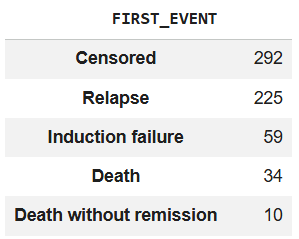 FIRST_EVENT
Censored 292
Relapse 225
Induction failure 59
Death 34
Death without remission 10